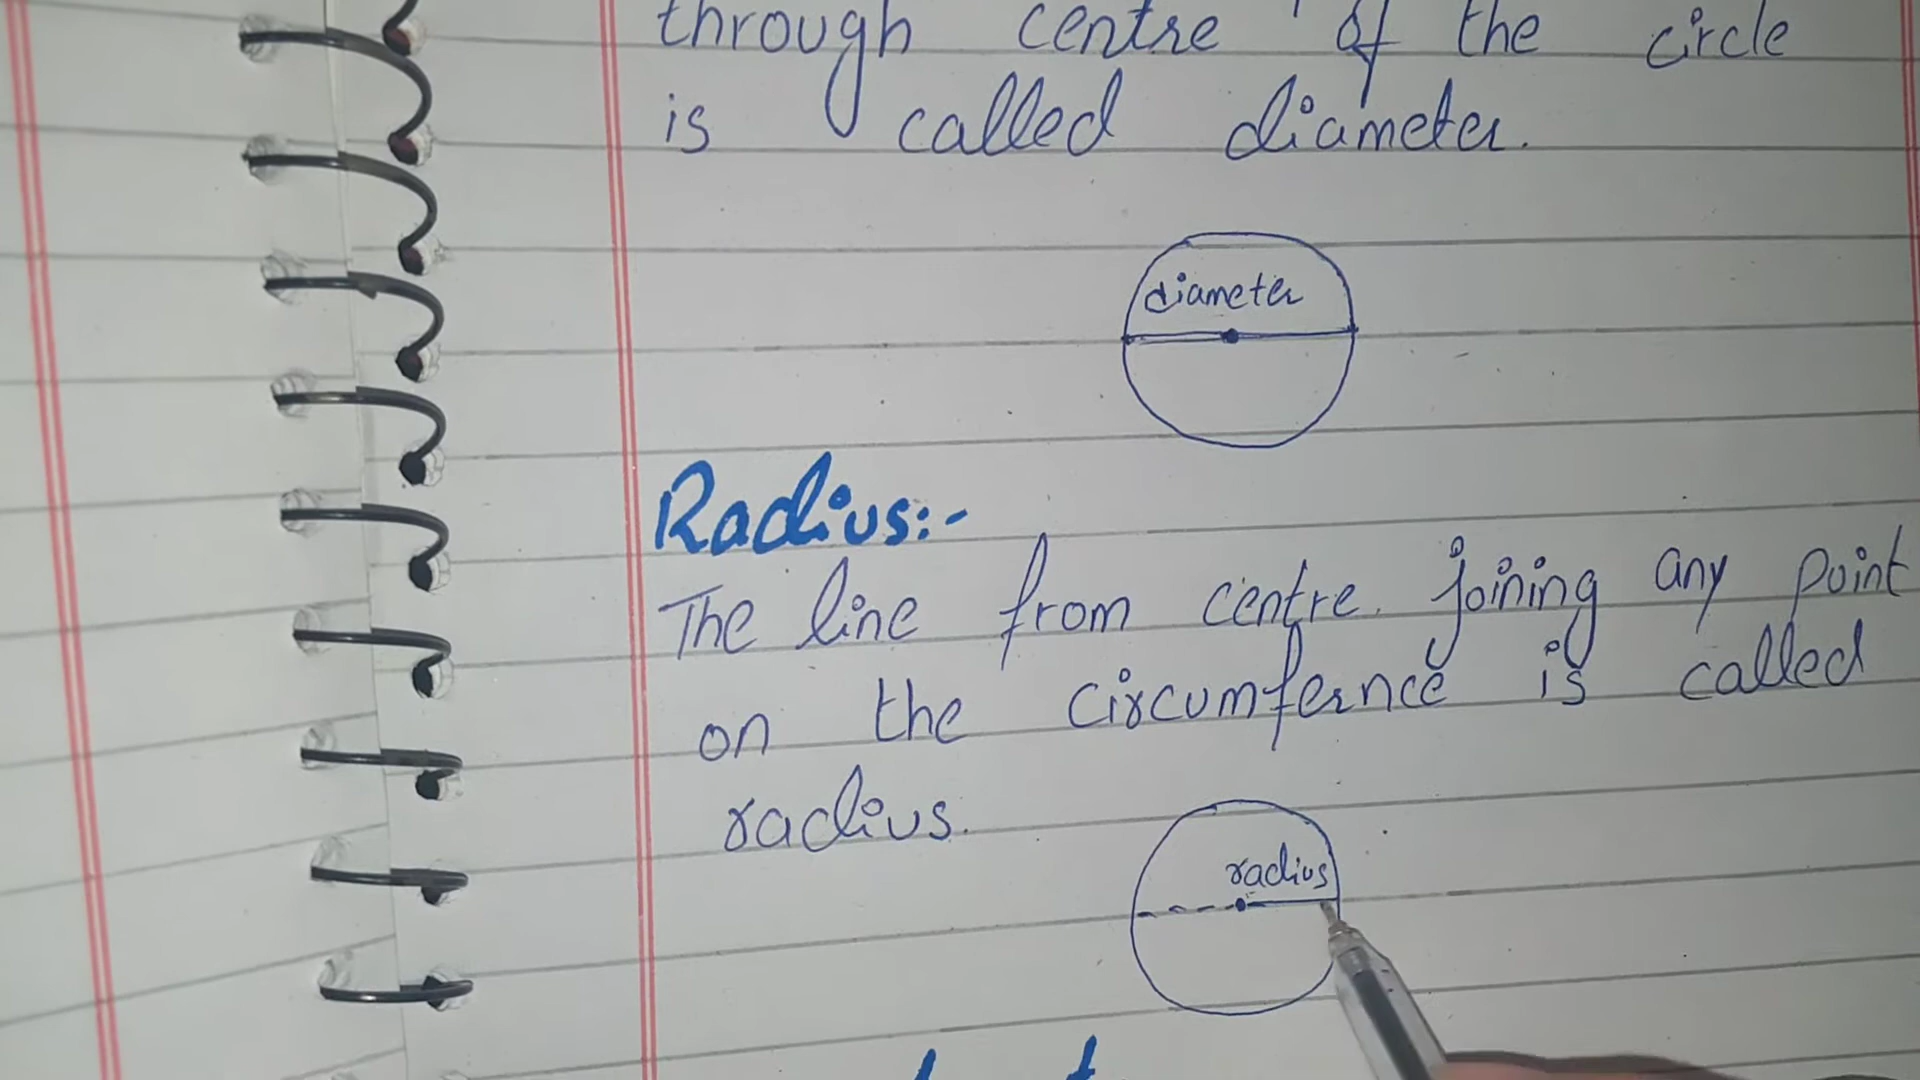 through centre of the circle
is called diameter.
diameter
Radius:-
The line from centre. joining any point
on the circumfernce is called
radius.
radius